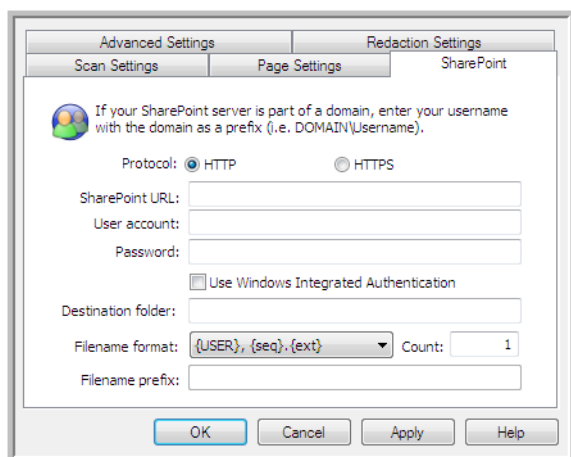 Advanced Settings Redaction Settings
Scan Settings Page Settings SharePoint
If your SharePoint server is part of a domain, enter your username
with the domain as a prefix (i.e. DOMAIN\Username).
Protocol: HTTP HTTPS
SharePoint URL:
User account:
Password:
Use Windows Integrated Authentication
Destination folder:
Filename format: {USER}, {seq}.{ext} Count: 1
Filename prefix:
OK Cancel Apply Help